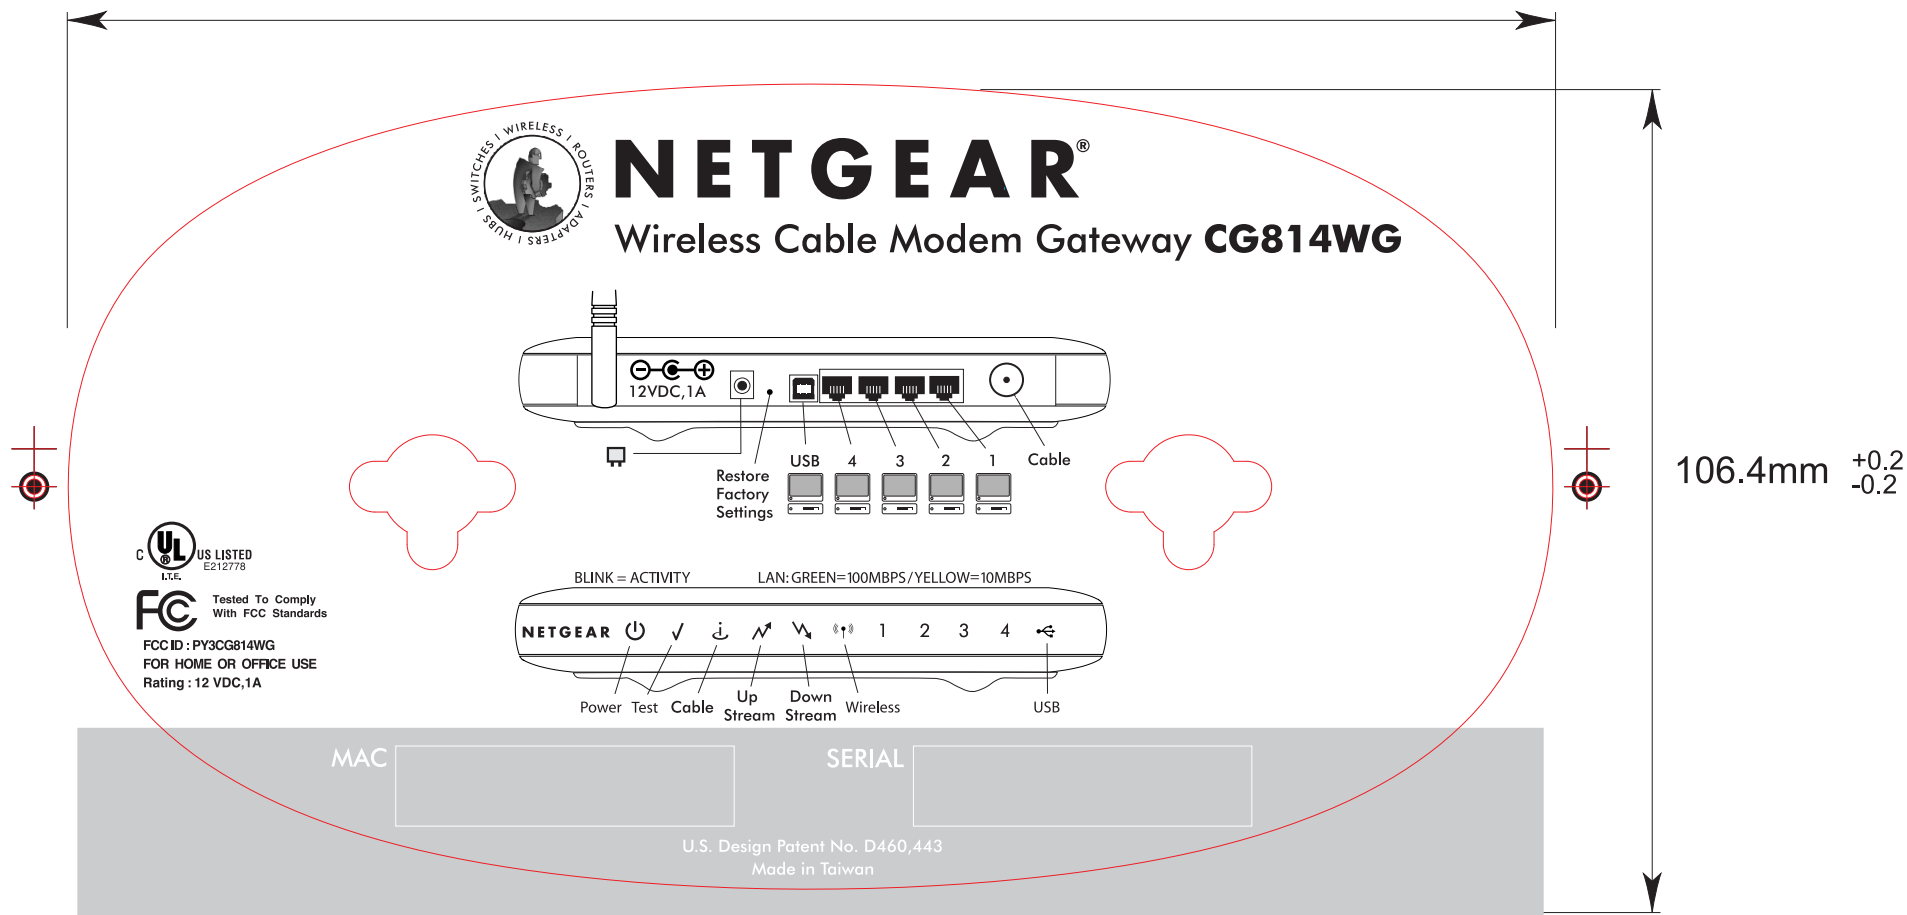 SWITCHES I WIRELESS I ROUTERS I ADAPTERS I HUBS I
NETGEAR®
Wireless Cable Modem Gateway CG814WG
12VDC,1A
USB 4 3 2 1 Cable
Restore
Factory
Settings
106.4mm +0.2
-0.2
C UL ® US LISTED
E212778
I.T.E.
FC Tested To Comply
With FCC Standards
FCC ID : PY3CG814WG
FOR HOME OR OFFICE USE
Rating : 12 VDC,1A
BLINK = ACTIVITY LAN: GREEN=100MBPS/YELLOW=10MBPS
NETGEAR 1 2 3 4
Power Test Cable Up
Stream Down
Stream Wireless USB
MAC SERIAL
U.S. Design Patent No. D460,443
Made in Taiwan